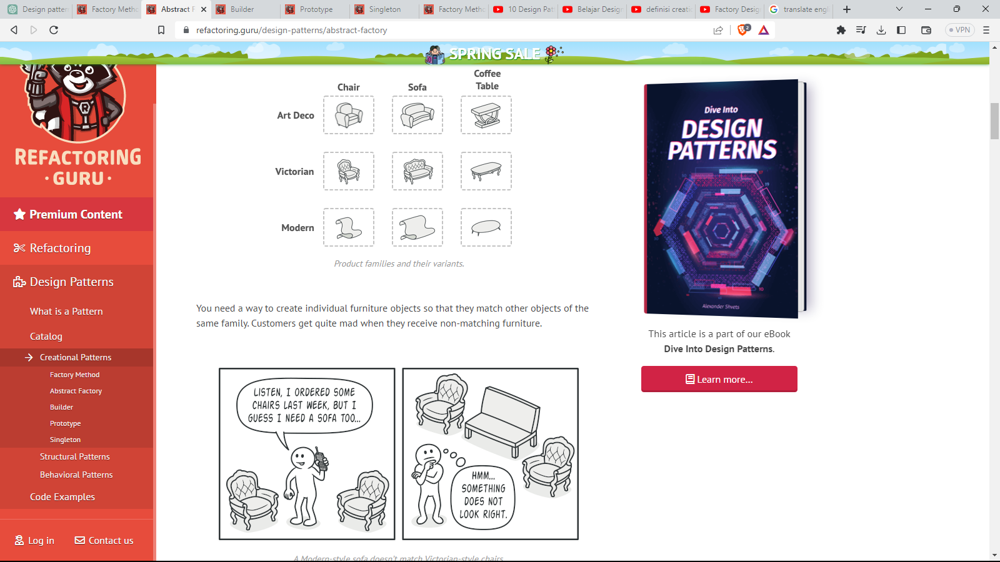 Design pattern
Factory Metho
Abstract F
Builder
Prototype
Singleton
Factory Metho
10 Design Pat
Belajar Design
definisi creatio
Factory Desig
translate engl
refactoring.guru/design-patterns/abstract-factory
2
VPN
SPRING SALE
R
REFACTORING
· GURU ·
Premium Content
Refactoring
Design Patterns
What is a Pattern
Catalog
Creational Patterns
Factory Method
Abstract Factory
Builder
Prototype
Singleton
Structural Patterns
Behavioral Patterns
Code Examples
Log in
Contact us
Chair
Sofa
Coffee
Table
Art Deco
Victorian
Modern
Product families and their variants.
You need a way to create individual furniture objects so that they match other objects of the
same family. Customers get quite mad when they receive non-matching furniture.
LISTEN, I ORDERED SOME
CHAIRS LAST WEEK, BUT I
GUESS I NEED A SOFA TOO...
HMM...
SOMETHING
DOES NOT
LOOK RIGHT.
A Modern-style sofa doesn't match Victorian-style chairs.
Dive Into
DESIGN
PATTERNS
Alexander Shvets
This article is a part of our eBook
Dive Into Design Patterns.
Learn more...